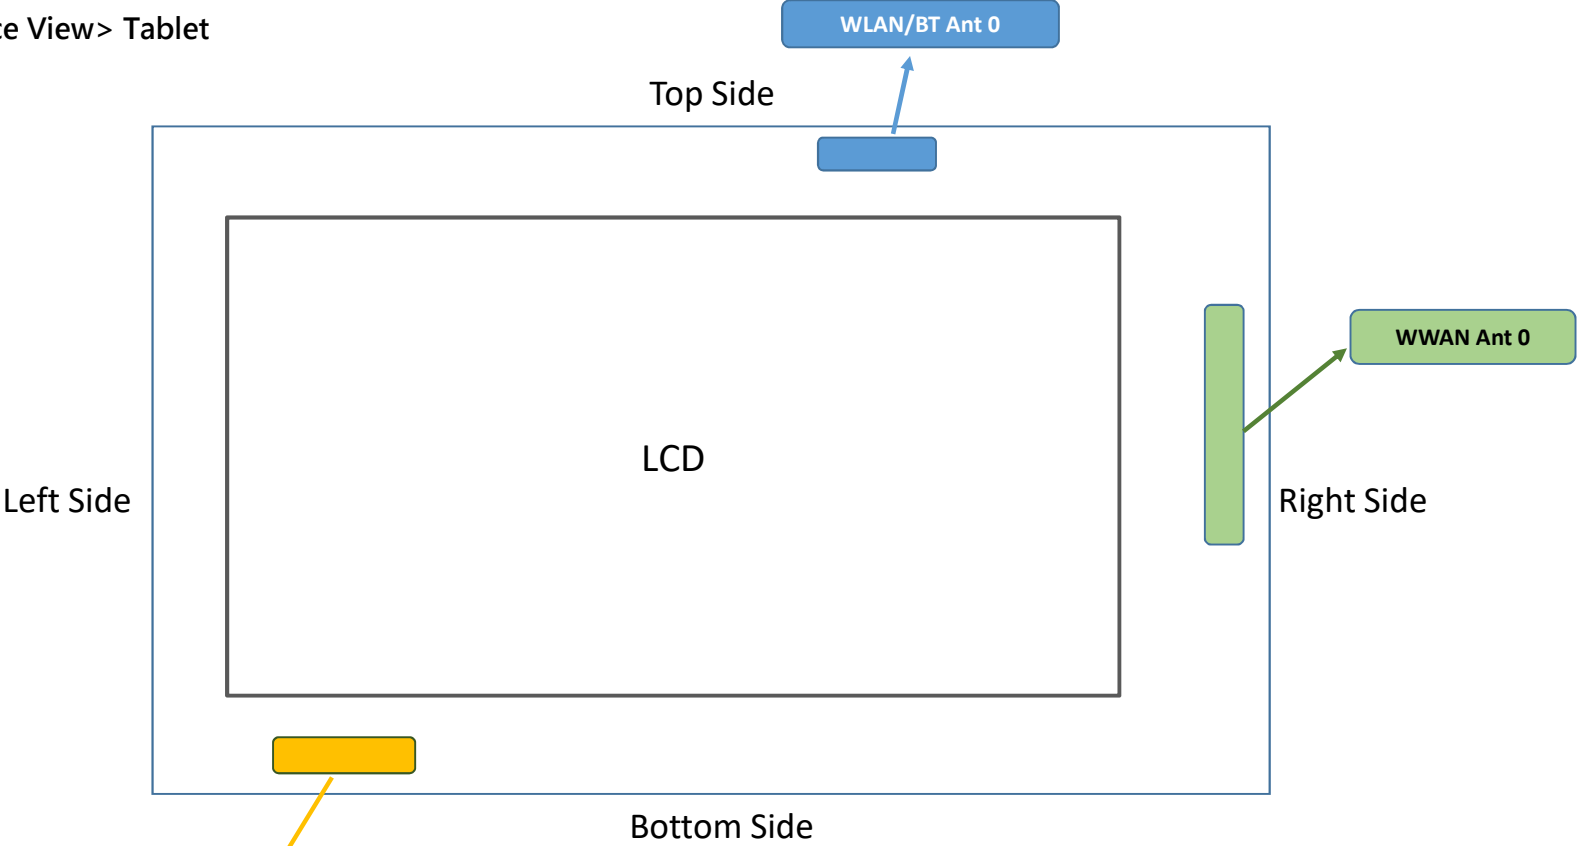 WLAN/BT Ant 0
View> Tablet
Top Side
WWAN Ant 0
LCD
Left Side
Right Side
Bottom Side